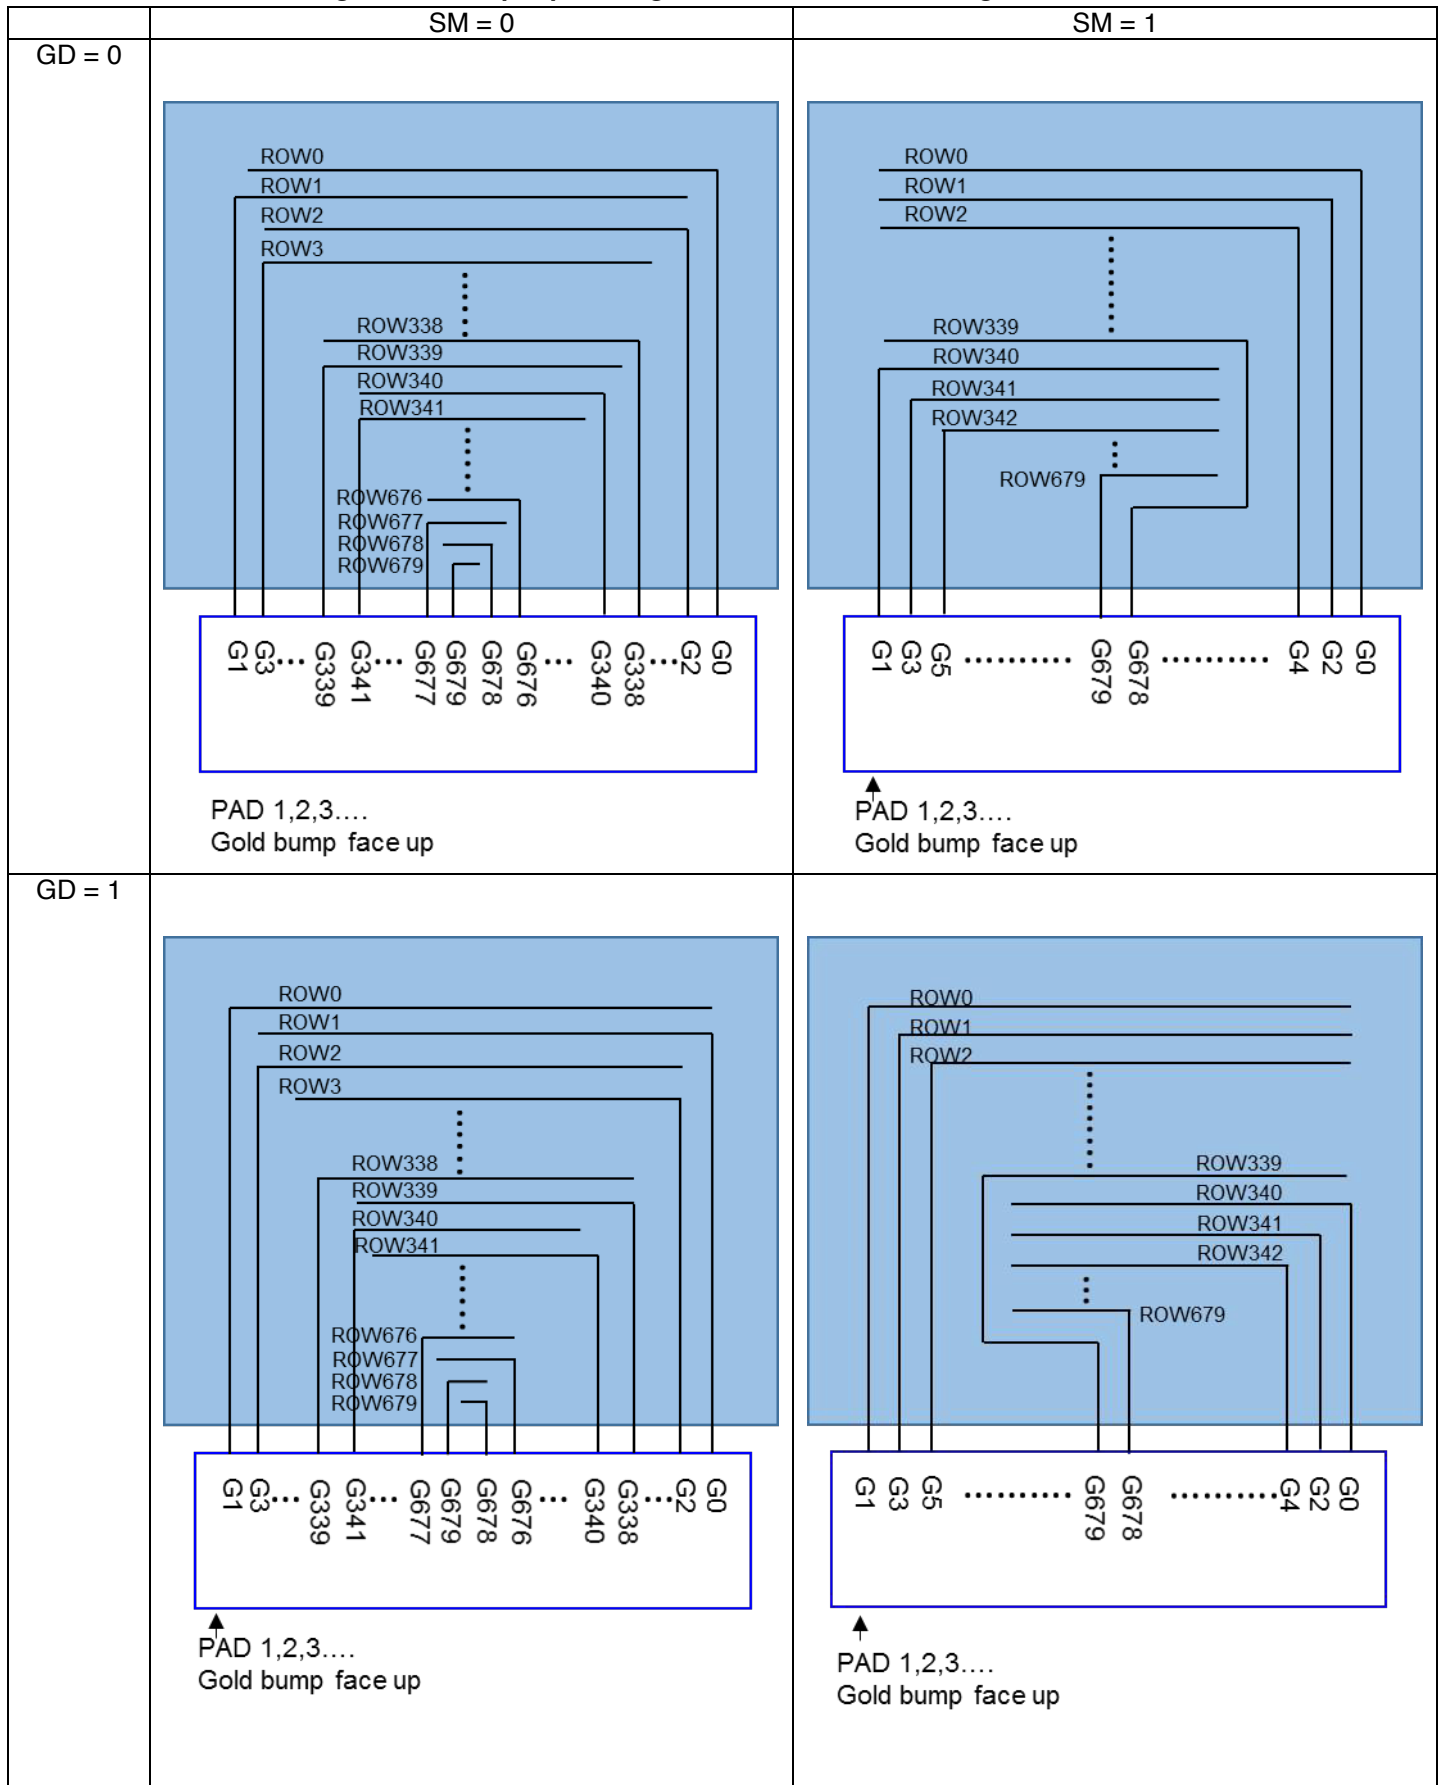 SM = 0
SM = 1
GD = 0
ROW0
ROW1
ROW2
ROW3
ROW338
ROW339
ROW340
ROW341
ROW676
ROW677
ROW678
ROW679
G1 G3... G339 G341... G677 G679 G678 G676 ... G340 G338 ...G2 G0
PAD 1,2,3....
Gold bump face up
ROW0
ROW1
ROW2
ROW339
ROW340
ROW341
ROW342
ROW679
G1 G3 G5 .......... G679 G678 .......... G4 G2 G0
PAD 1,2,3....
Gold bump face up
GD = 1
ROW0
ROW1
ROW2
ROW3
ROW338
ROW339
ROW340
ROW341
ROW676
ROW677
ROW678
ROW679
G1 G3... G339 G341... G677 G679 G678 G676 ... G340 G338 ...G2 G0
PAD 1,2,3....
Gold bump face up
ROW0
ROW1
ROW2
ROW339
ROW340
ROW341
ROW342
ROW679
G1 G3 G5 .......... G679 G678 ..........G4 G2 G0
PAD 1,2,3....
Gold bump face up